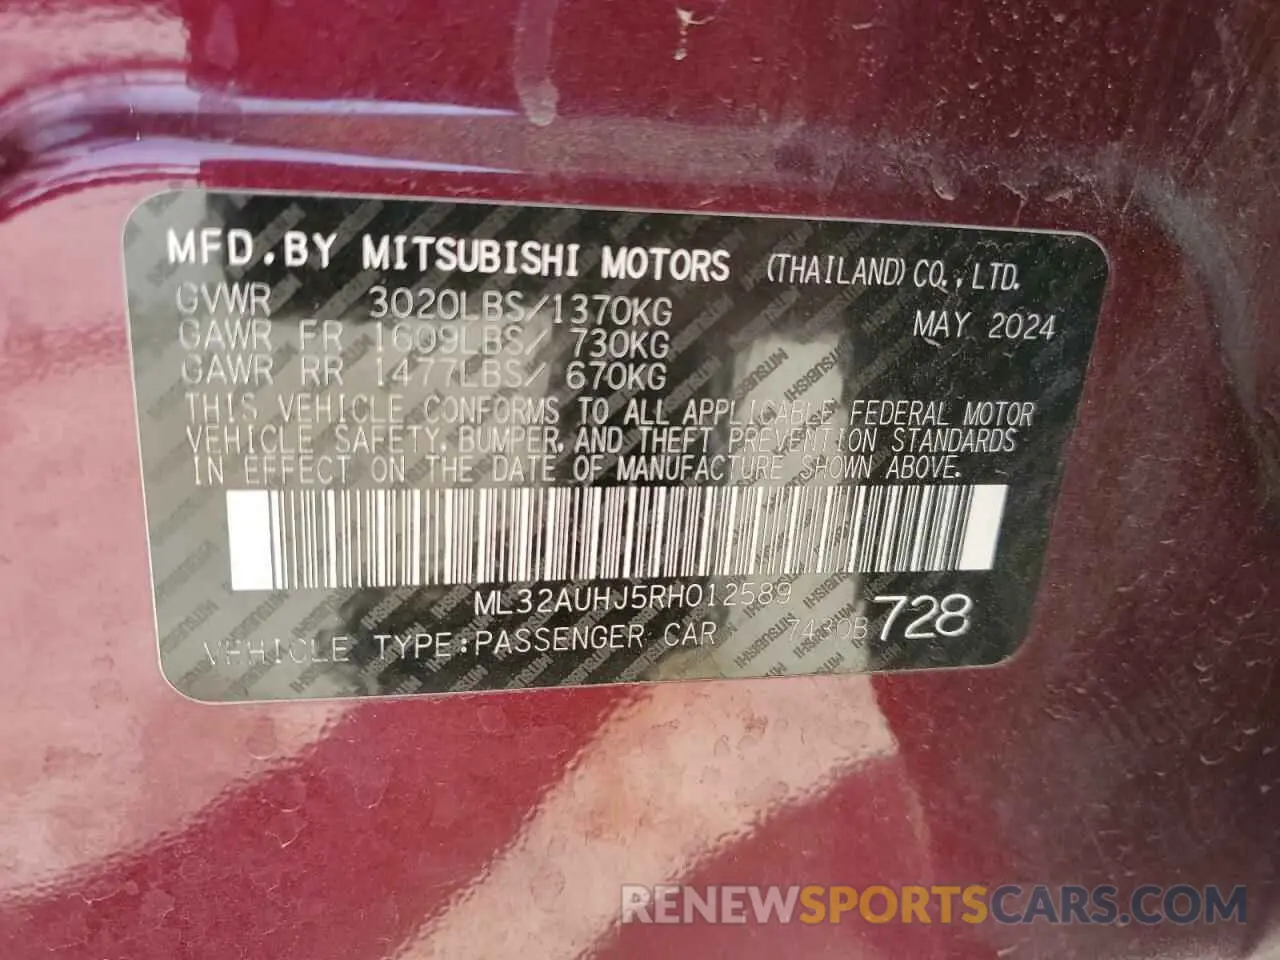 MFD.BY MITSUBISHI MOTORS (THAILAND) CO.,LTD.
GVWR 3020LBS/1370KG MAY 2024
GAWR FR 1609LBS/ 730KG
GAWR RR 1477LBS/ 670KG
THIS VEHICLE CONFORMS TO ALL APPLICABLE FEDERAL MOTOR
VEHICLE SAFETY, BUMPER, AND THEFT PREVENTION STANDARDS
IN EFFECT ON THE DATE OF MANUFACTURE SHOWN ABOVE.
ML32AUHJ5RH012589
VEHICLE TYPE:PASSENGER CAR 728
RENEWSPORTSCARS.COM